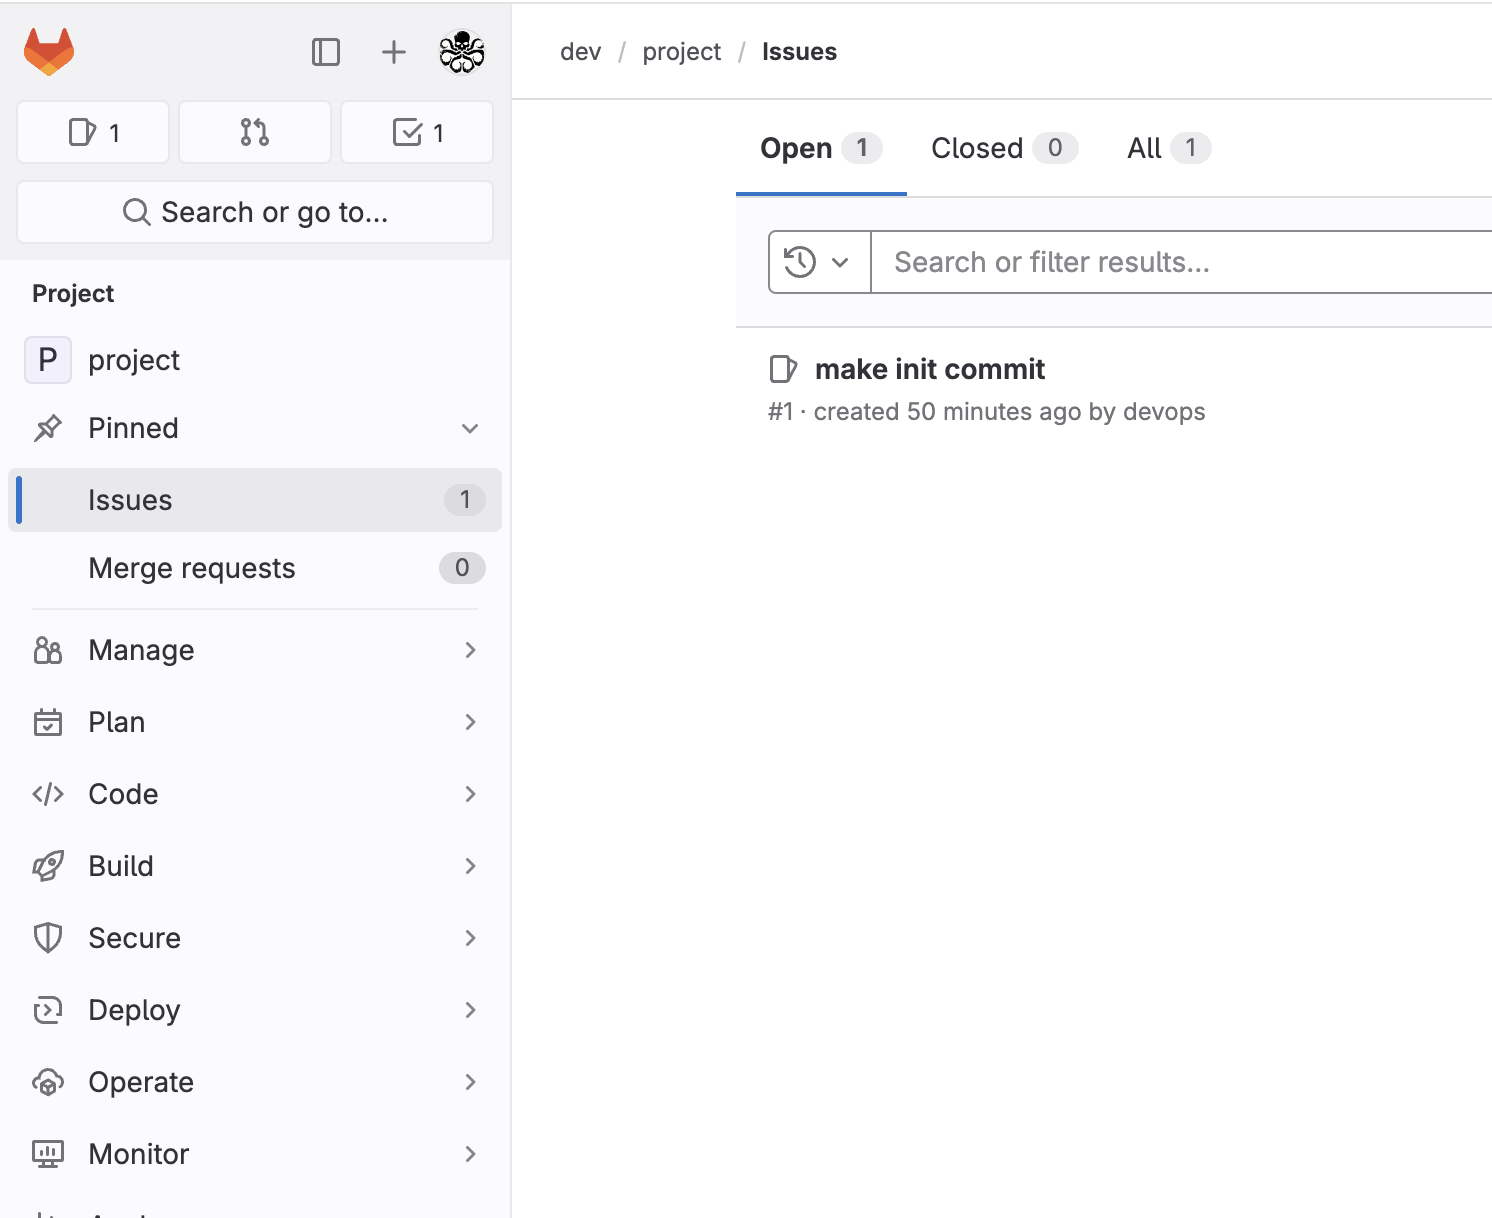 1
1
Search or go to...
Project
P project
Pinned
Issues 1
Merge requests 0
Manage
Plan
Code
Build
Secure
Deploy
Operate
Monitor
dev / project / Issues
Open 1 Closed 0 All 1
Search or filter results...
make init commit
#1 · created 50 minutes ago by devops